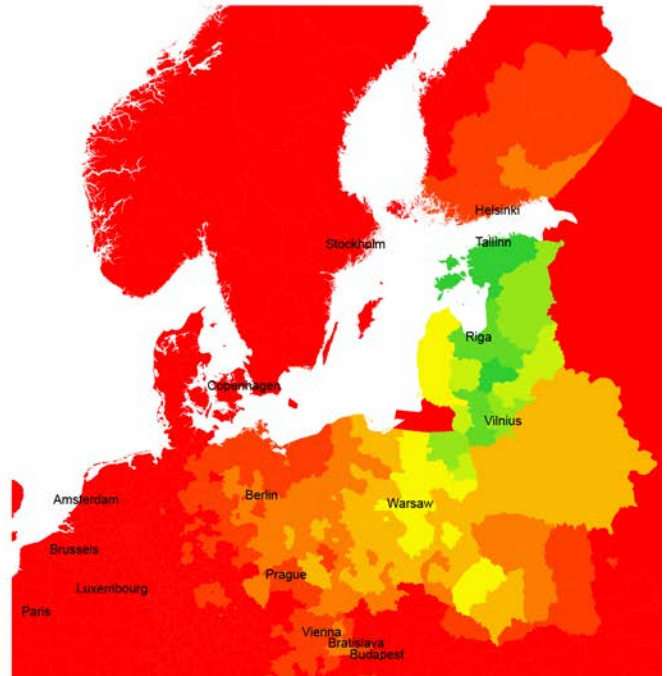 Helsinki
Stockholm
Tallinn
Riga
Copenhagen
Vilnius
Berlin
Amsterdam
Warsaw
Brussels
Prague
Luxembourg
Paris
Vienna
Bratislava
Budapest